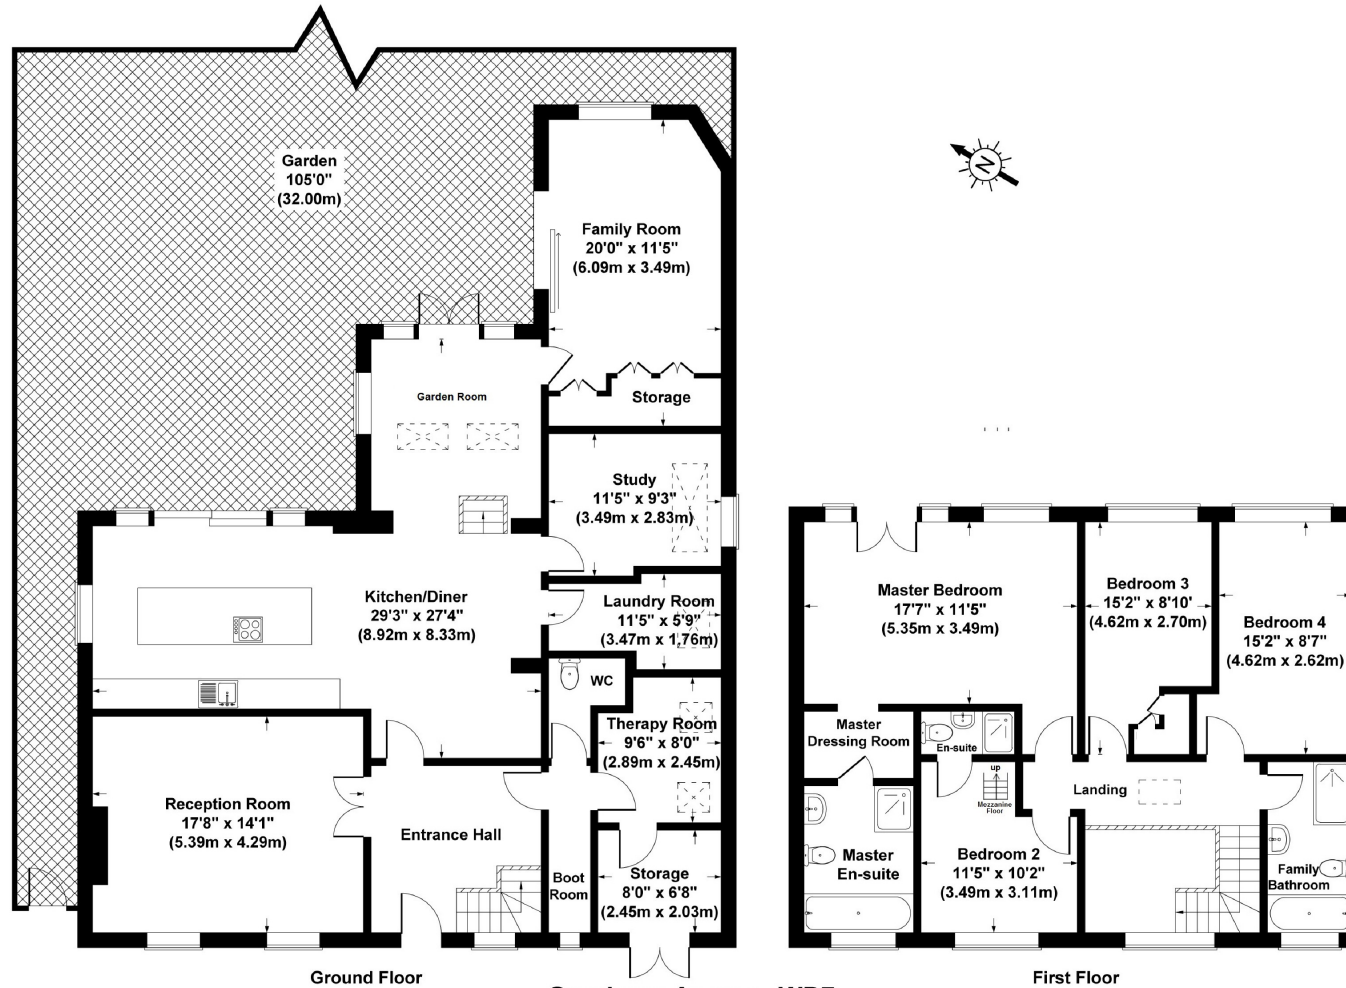 Garden
105'0"
(32.00m)
N
Family Room
20'0" x 11'5"
(6.09m x 3.49m)
Garden Room
Storage
Study
11'5" x 9'3"
(3.49m x 2.83m)
Kitchen/Diner
29'3" x 27'4"
(8.92m x 8.33m)
Laundry Room
11'5" x 5'9"
(3.47m x 1.76m)
WC
Therapy Room
9'6" x 8'0"
(2.89m x 2.45m)
Reception Room
17'8" x 14'1"
(5.39m x 4.29m)
Entrance Hall
Boot
Room
Storage
8'0" x 6'8"
(2.45m x 2.03m)
Ground Floor
Master Bedroom
17'7" x 11'5"
(5.35m x 3.49m)
Bedroom 3
15'2" x 8'10'
(4.62m x 2.70m)
Bedroom 4
15'2" x 8'7"
(4.62m x 2.62m)
Master
Dressing Room
En-suite
up
Mezzanine
Floor
Landing
Master
En-suite
Bedroom 2
11'5" x 10'2"
(3.49m x 3.11m)
Family
Bathroom
First Floor